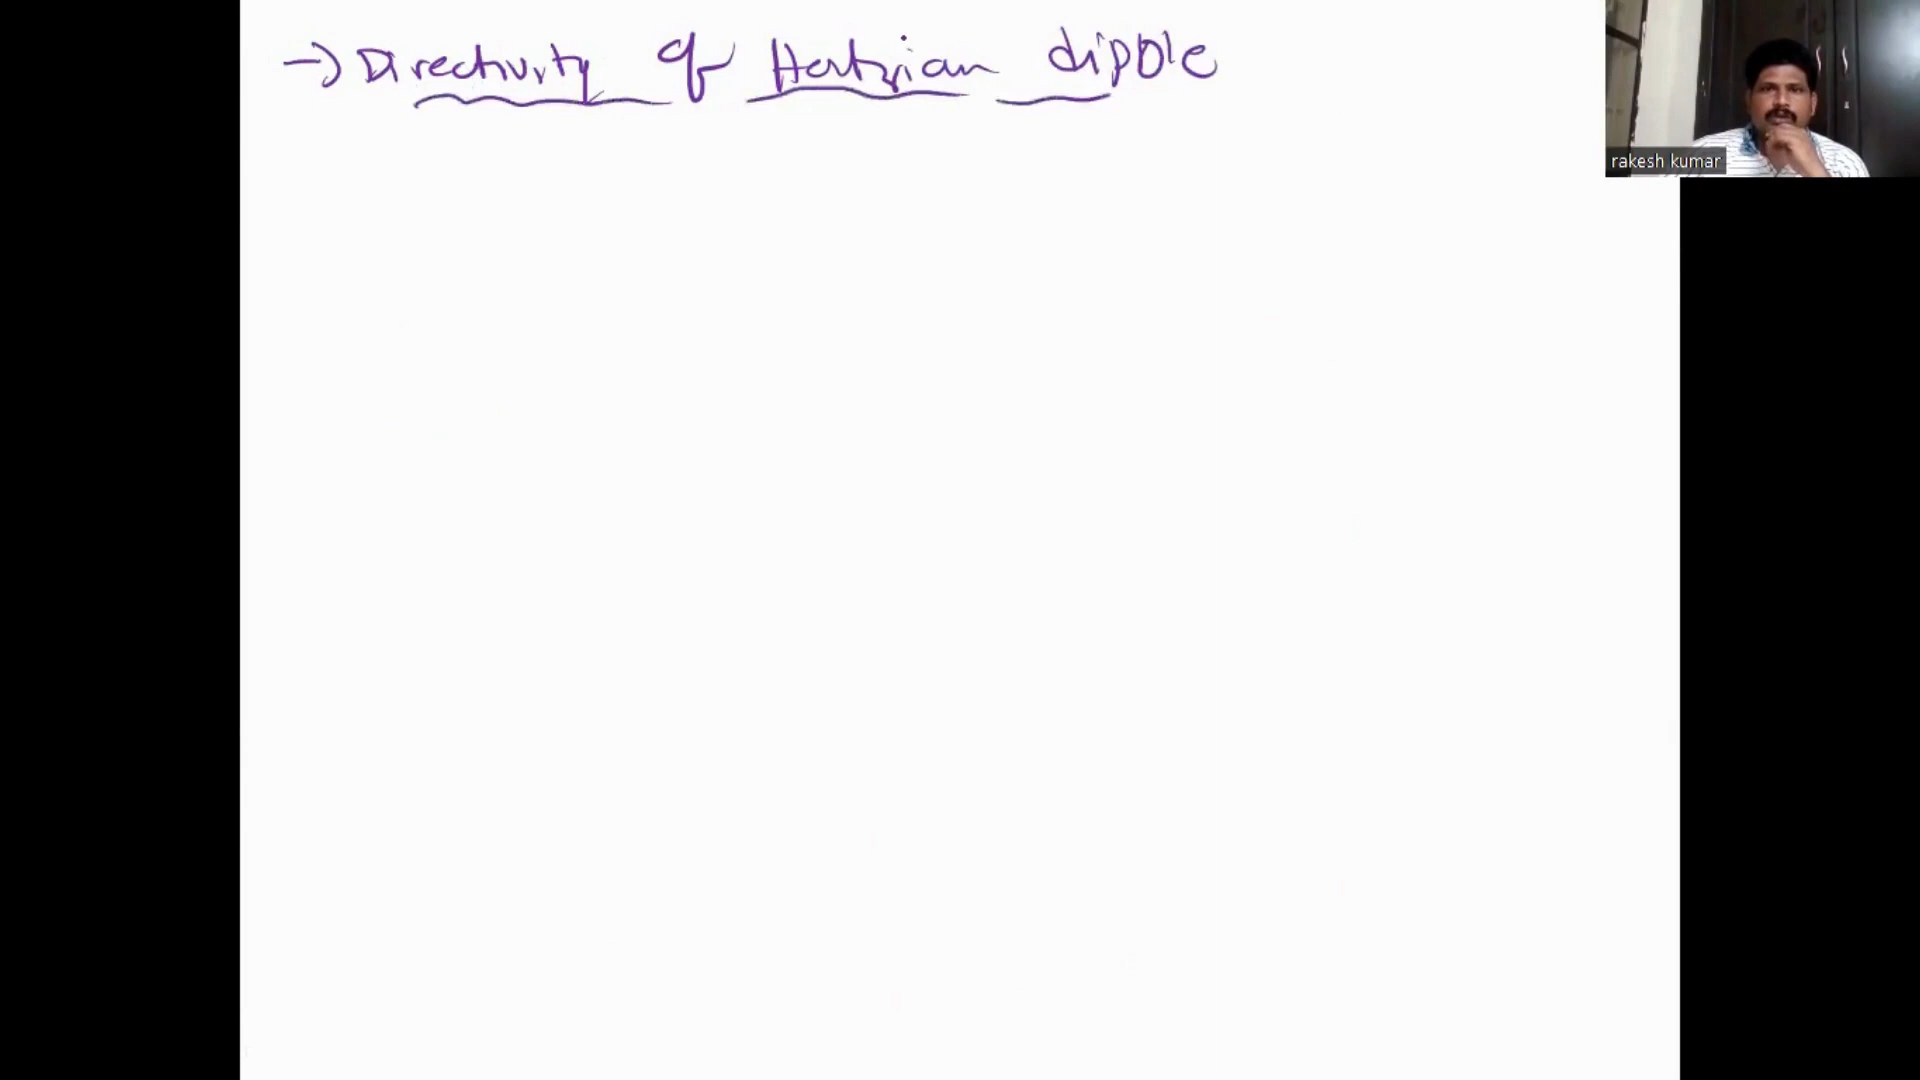 → Directivity of Hertzian dipole
rakesh kumar